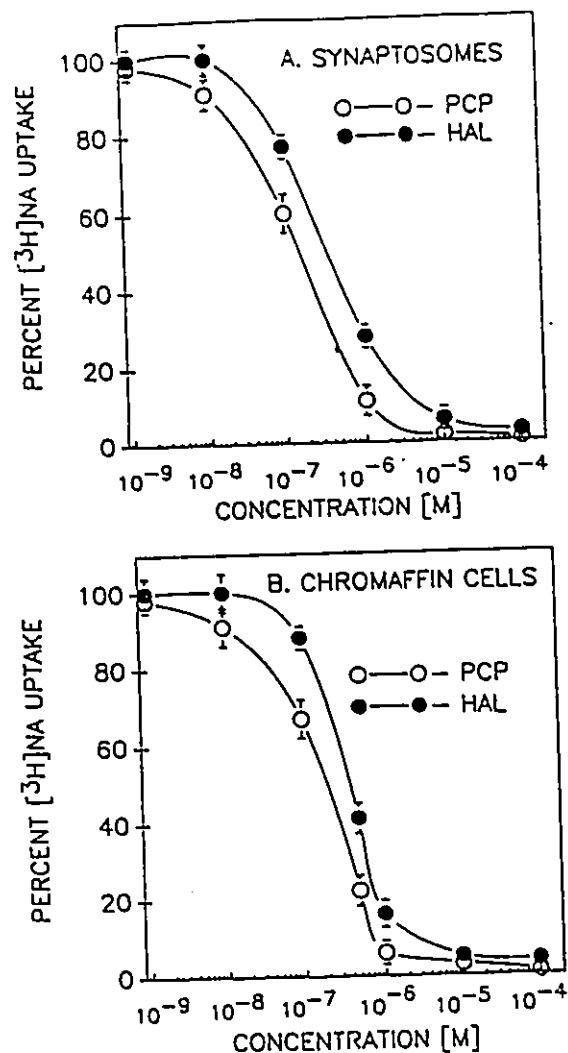 A. SYNAPTOSOMES
PCP
HAL
PERCENT [³H]NA UPTAKE
100
80
60
40
20
0
10⁻⁹ 10⁻⁸ 10⁻⁷ 10⁻⁶ 10⁻⁵ 10⁻⁴
CONCENTRATION [M]
B. CHROMAFFIN CELLS
PCP
HAL
PERCENT [³H]NA UPTAKE
100
80
60
40
20
0
10⁻⁹ 10⁻⁸ 10⁻⁷ 10⁻⁶ 10⁻⁵ 10⁻⁴
CONCENTRATION [M]